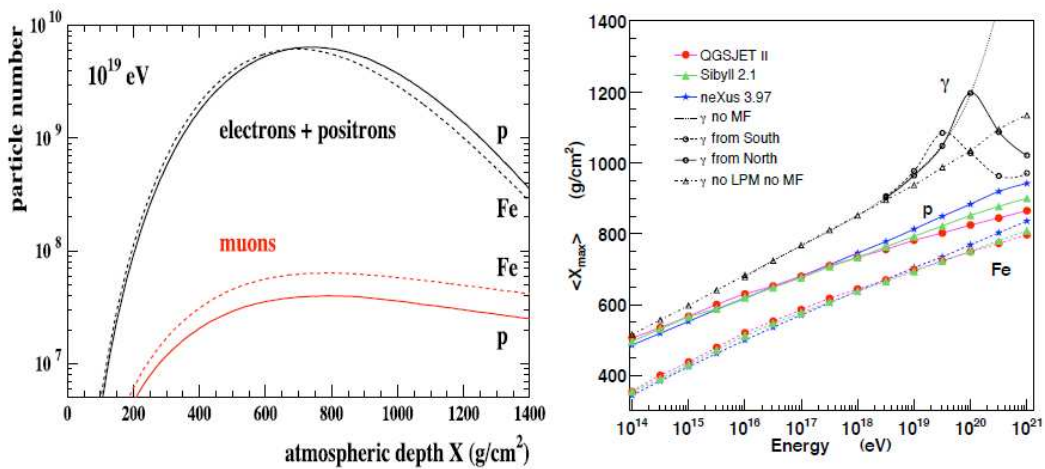 particle number
10^10
10^9
10^8
10^7
10^19 eV
electrons + positrons
p
Fe
muons
Fe
p
0 200 400 600 800 1000 1200 1400
atmospheric depth X (g/cm^2)
<X_max> (g/cm^2)
1400
1200
1000
800
600
400
QGSJET II
Sibyll 2.1
neXus 3.97
γ no MF
γ from South
γ from North
γ no LPM no MF
γ
p
Fe
10^14 10^15 10^16 10^17 10^18 10^19 10^20 10^21
Energy (eV)